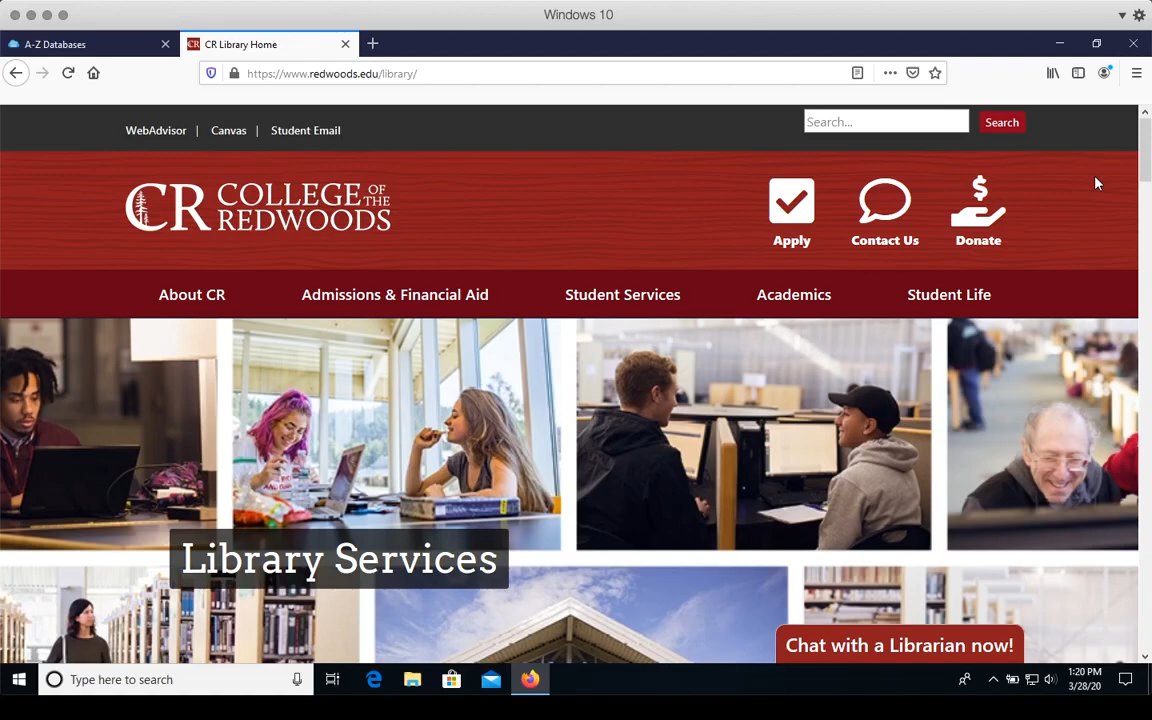 Windows 10
A-Z Databases
CR Library Home
https://www.redwoods.edu/library/
WebAdvisor | Canvas | Student Email
Search...
Search
CR COLLEGE OF THE REDWOODS
Apply
Contact Us
Donate
About CR
Admissions & Financial Aid
Student Services
Academics
Student Life
Library Services
Chat with a Librarian now!
Type here to search
1:20 PM
3/28/20